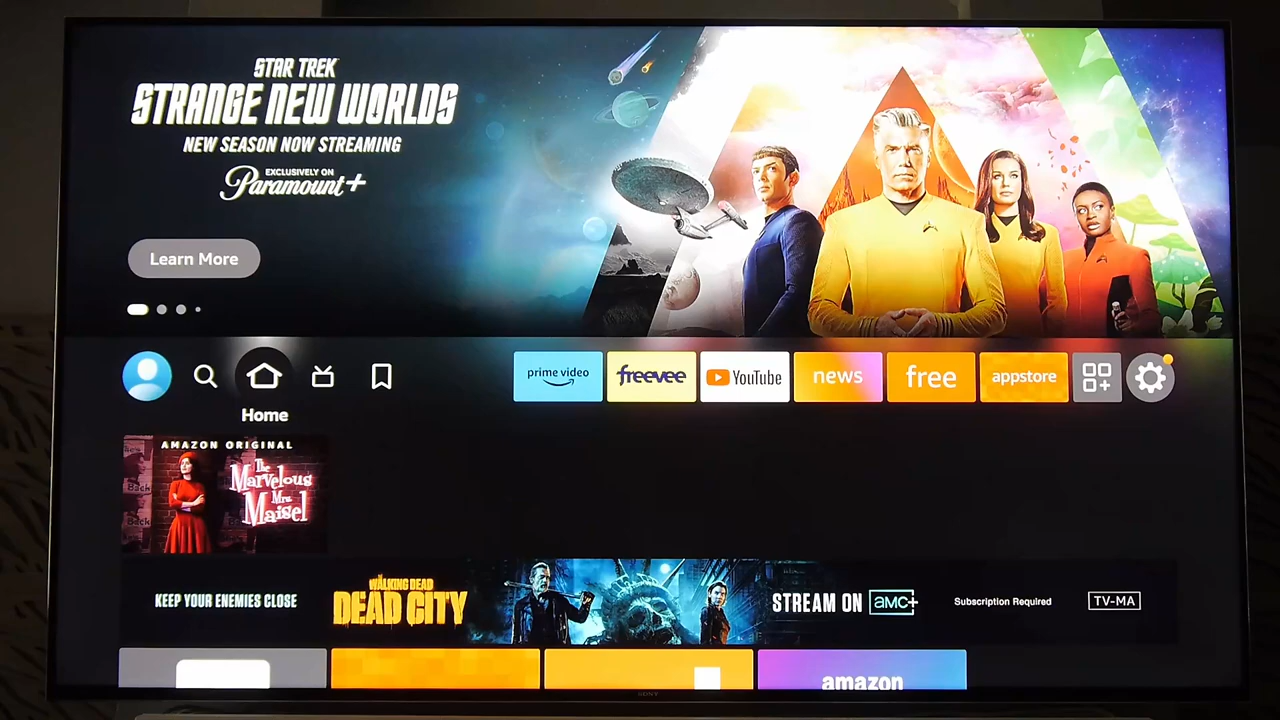 STAR TREK
STRANGE NEW WORLDS
NEW SEASON NOW STREAMING
EXCLUSIVELY ON
Paramount+
Learn More
prime video
freevee
YouTube
news
free
appstore
Home
AMAZON ORIGINAL
The
Marvelous
Mrs.
Maisel
Back
KEEP YOUR ENEMIES CLOSE
THE WALKING DEAD
DEAD CITY
STREAM ON AMC+
Subscription Required
TV-MA
amazon
SONY